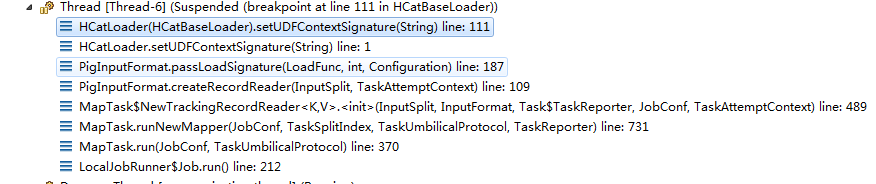 Thread [Thread-6] (Suspended (breakpoint at line 111 in HCatBaseLoader))
HCatLoader(HCatBaseLoader).setUDFContextSignature(String) line: 111
HCatLoader.setUDFContextSignature(String) line: 1
PigInputFormat.passLoadSignature(LoadFunc, int, Configuration) line: 187
PigInputFormat.createRecordReader(InputSplit, TaskAttemptContext) line: 109
MapTask$NewTrackingRecordReader<K,V>.<init>(InputSplit, InputFormat, Task$TaskReporter, JobConf, TaskAttemptContext) line: 489
MapTask.runNewMapper(JobConf, TaskSplitIndex, TaskUmbilicalProtocol, TaskReporter) line: 731
MapTask.run(JobConf, TaskUmbilicalProtocol) line: 370
LocalJobRunner$Job.run() line: 212